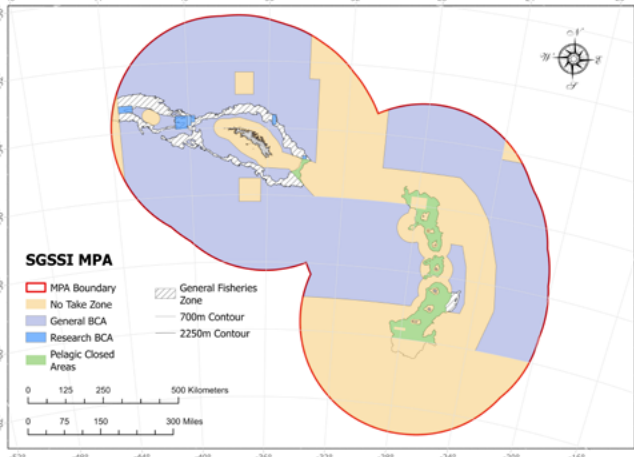 N
W
E
S
SGSSI MPA
MPA Boundary
No Take Zone
General BCA
Research BCA
Pelagic Closed
Areas
General Fisheries
Zone
700m Contour
2250m Contour
0 125 250 500 Kilometers
0 75 150 300 Miles